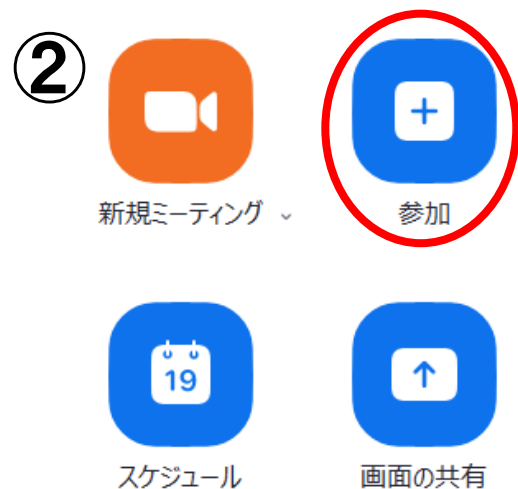 ②
新規ミーティング
参加
19
スケジュール
画面の共有